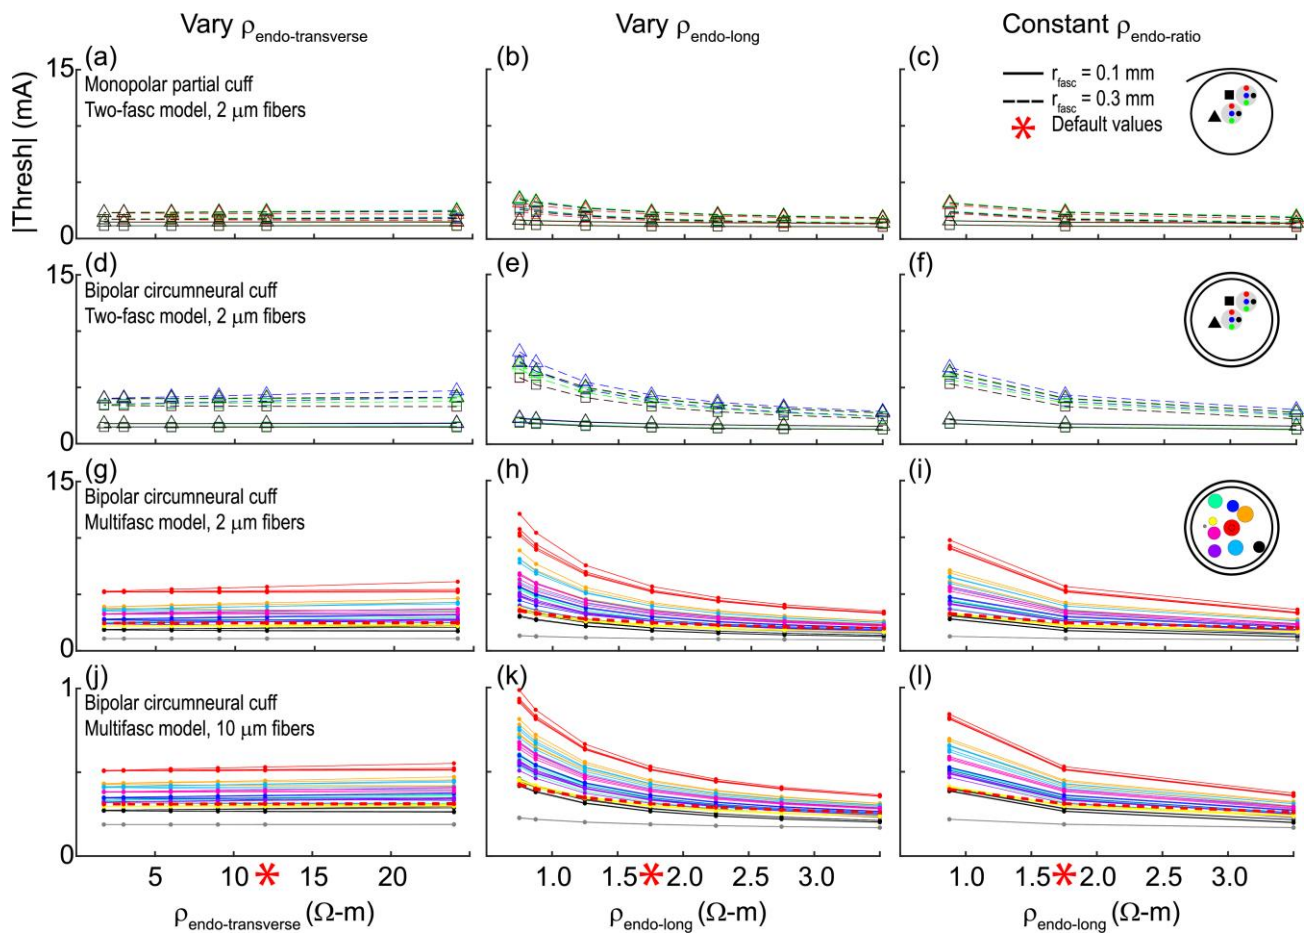 Vary ρendo-transverse
Vary ρendo-long
Constant ρendo-ratio
(a)
(b)
(c)
15
Monopolar partial cuff
Two-fasc model, 2 μm fibers
rfasc = 0.1 mm
rfasc = 0.3 mm
Default values
|Thresh| (mA)
0
(d)
(e)
(f)
15
Bipolar circumneural cuff
Two-fasc model, 2 μm fibers
0
(g)
(h)
(i)
15
Bipolar circumneural cuff
Multifasc model, 2 μm fibers
0
(j)
(k)
(l)
1
Bipolar circumneural cuff
Multifasc model, 10 μm fibers
0
5 10 15 20
1.0 1.5 2.0 2.5 3.0
1.0 1.5 2.0 2.5 3.0
ρendo-transverse (Ω-m)
ρendo-long (Ω-m)
ρendo-long (Ω-m)